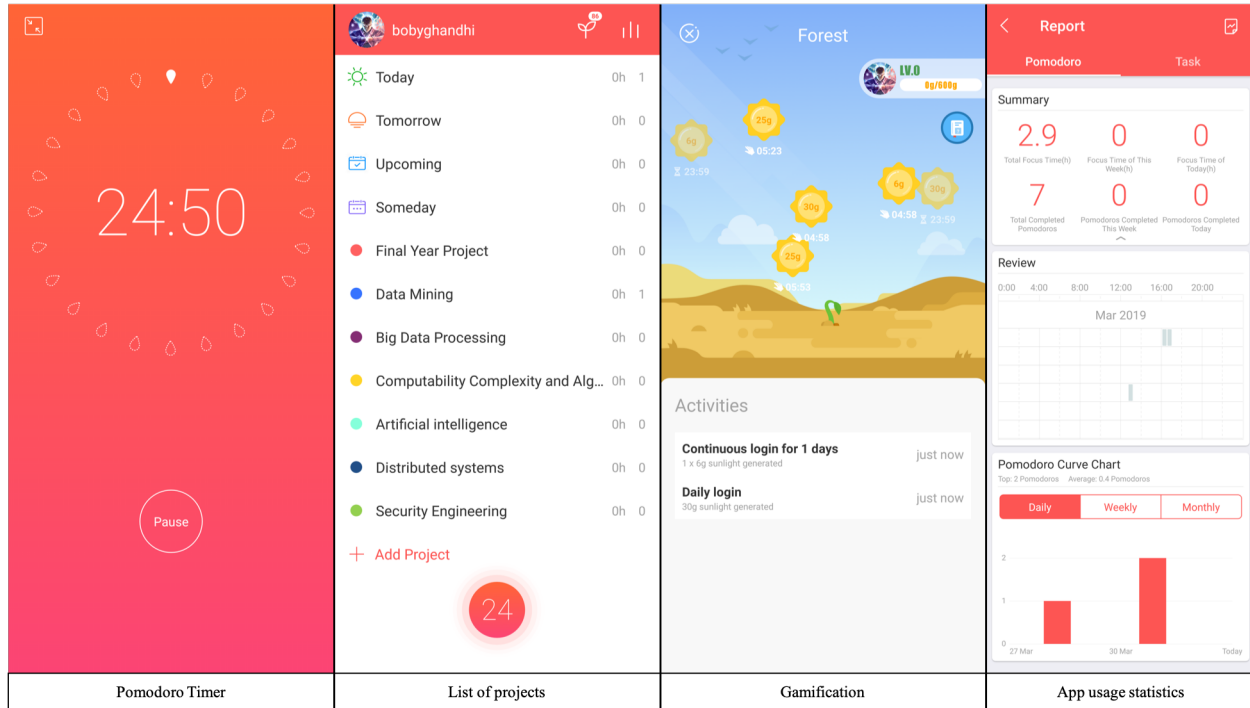 24:50
Pause
Pomodoro Timer
bobyghandhi
86
Today 0h 1
Tomorrow 0h 0
Upcoming 0h 0
Someday 0h 0
Final Year Project 0h 0
Data Mining 0h 1
Big Data Processing 0h 0
Computability Complexity and Alg... 0h 0
Artificial intelligence 0h 0
Distributed systems 0h 0
Security Engineering 0h 0
+ Add Project
24
List of projects
Forest
LV.0
0g/600g
25g
05:23
6g
23:59
6g
04:58
30g
23:59
30g
04:58
25g
05:53
Activities
Continuous login for 1 days
1 x 6g sunlight generated
just now
Daily login
30g sunlight generated
just now
Gamification
Report
Pomodoro Task
Summary
2.9 0 0
Total Focus Time(h) Focus Time of This Week(h) Focus Time of Today(h)
7 0 0
Total Completed Pomodoros Pomodoros Completed This Week Pomodoros Completed Today
Review
0:00 4:00 8:00 12:00 16:00 20:00
Mar 2019
Pomodoro Curve Chart
Top: 2 Pomodoros Average: 0.4 Pomodoros
Daily Weekly Monthly
2
1
0
27 Mar 30 Mar Today
App usage statistics